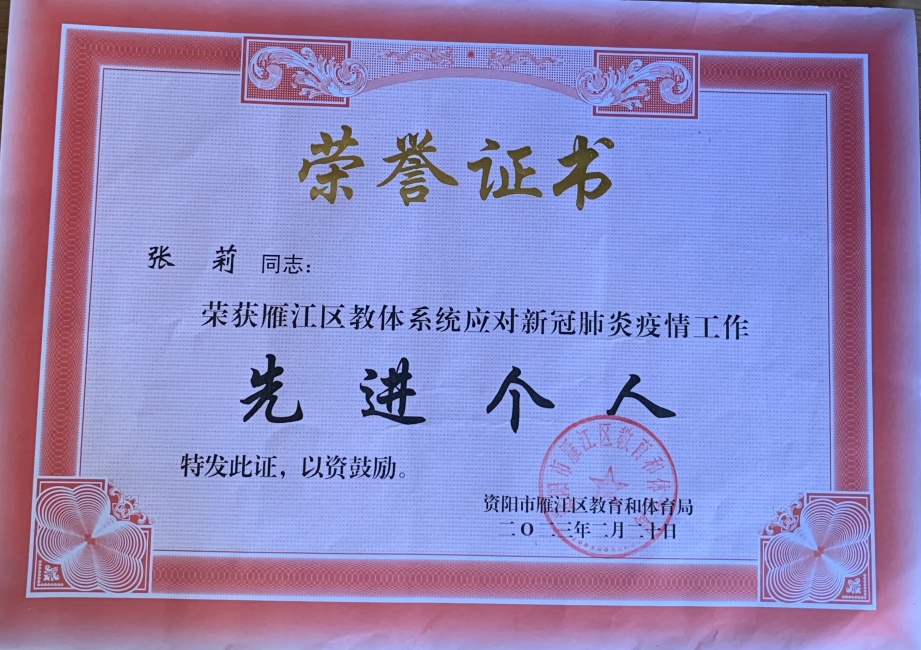 荣誉证书
张 莉 同志：
荣获雁江区教体系统应对新冠肺炎疫情工作
先 进 个 人
特发此证，以资鼓励。
资阳市雁江区教育和体育局
二〇二三年二月二十日